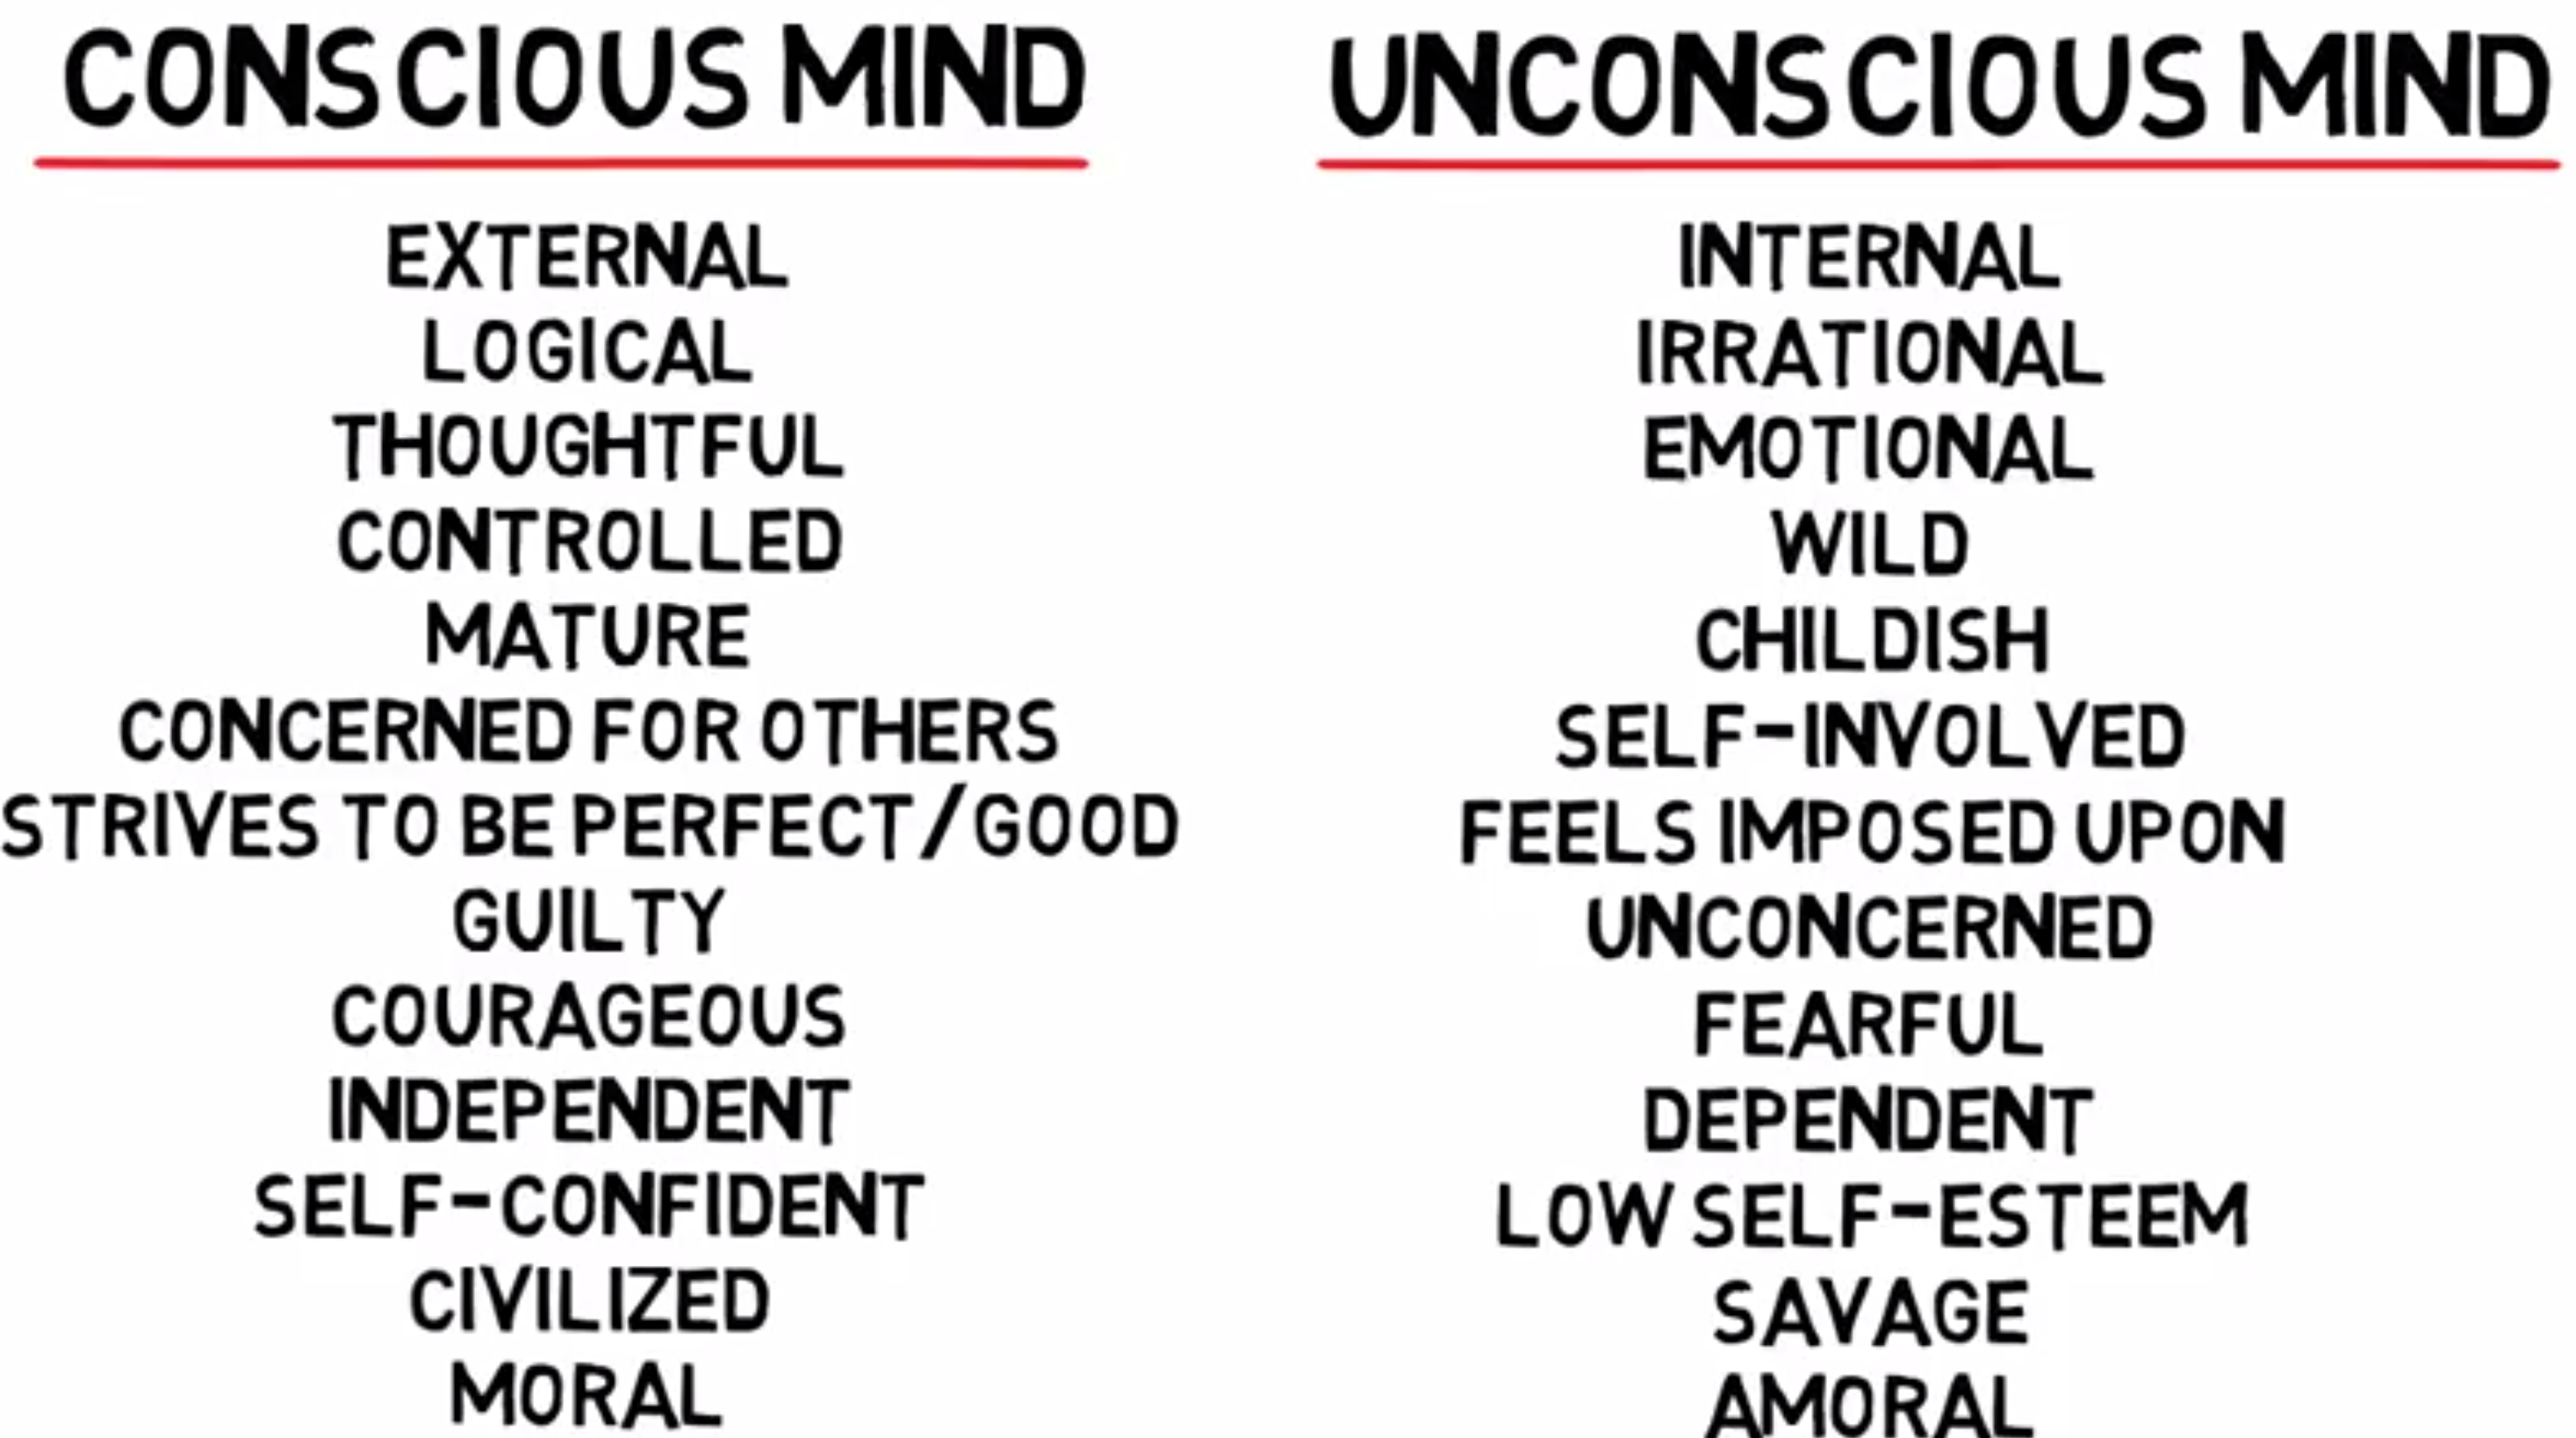 CONSCIOUS MIND
EXTERNAL
LOGICAL
THOUGHTFUL
CONTROLLED
MATURE
CONCERNED FOR OTHERS
STRIVES TO BE PERFECT/GOOD
GUILTY
COURAGEOUS
INDEPENDENT
SELF-CONFIDENT
CIVILIZED
MORAL
UNCONSCIOUS MIND
INTERNAL
IRRATIONAL
EMOTIONAL
WILD
CHILDISH
SELF-INVOLVED
FEELS IMPOSED UPON
UNCONCERNED
FEARFUL
DEPENDENT
LOW SELF-ESTEEM
SAVAGE
AMORAL